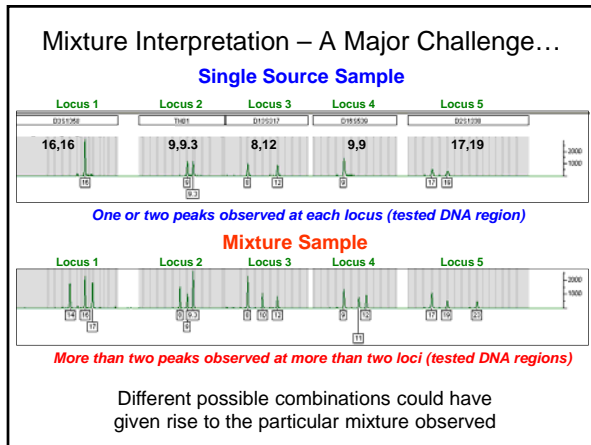 Mixture Interpretation – A Major Challenge…
Single Source Sample
Locus 1 Locus 2 Locus 3 Locus 4 Locus 5
D3S1358 TH01 D13S317 D16S539 D2S1338
16,16 9,9.3 8,12 9,9 17,19
2000
1000
16 9 8 12 9 17 19
9.3
One or two peaks observed at each locus (tested DNA region)
Mixture Sample
Locus 1 Locus 2 Locus 3 Locus 4 Locus 5
2000
1000
14 16 8 9.3 8 10 12 9 12 17 19 23
17 9 11
More than two peaks observed at more than two loci (tested DNA regions)
Different possible combinations could have
given rise to the particular mixture observed